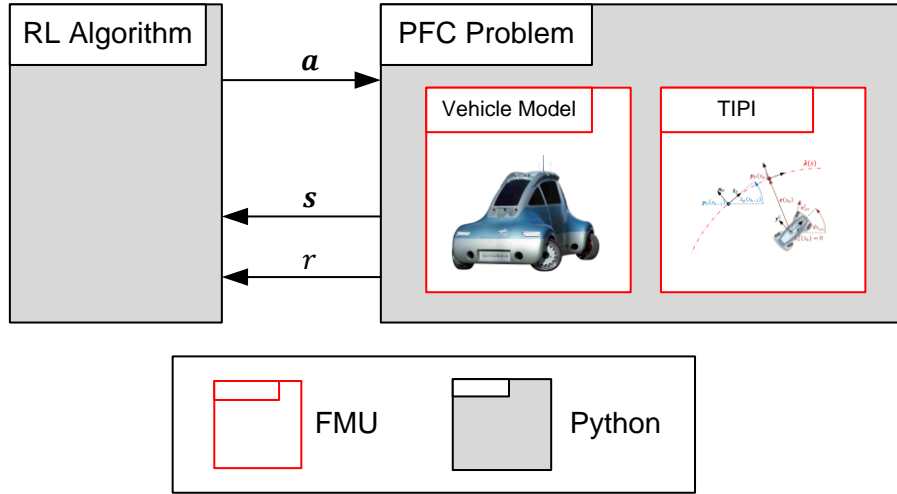 RL Algorithm
PFC Problem
a
s
r
Vehicle Model
TIPI
λ(s)
FMU
Python